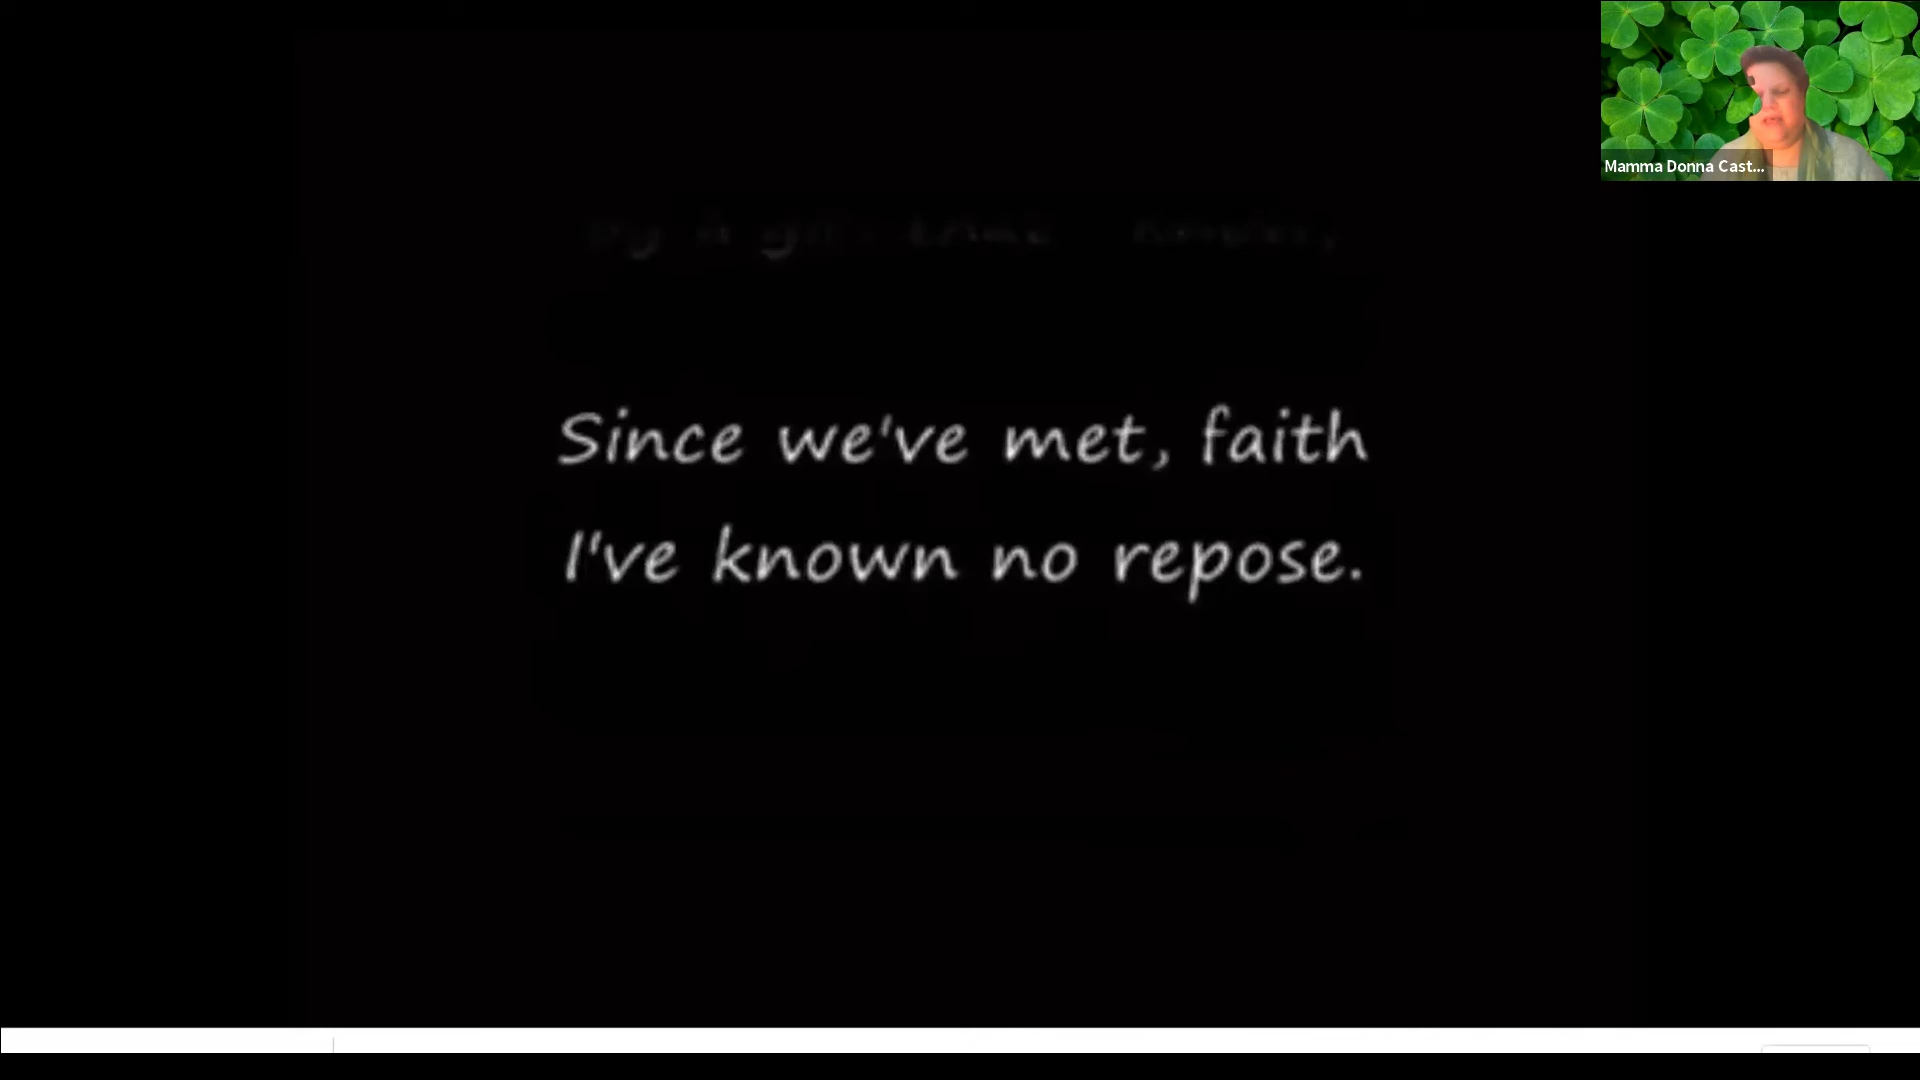 Mamma Donna Cast...
Since we've met, faith
I've known no repose.